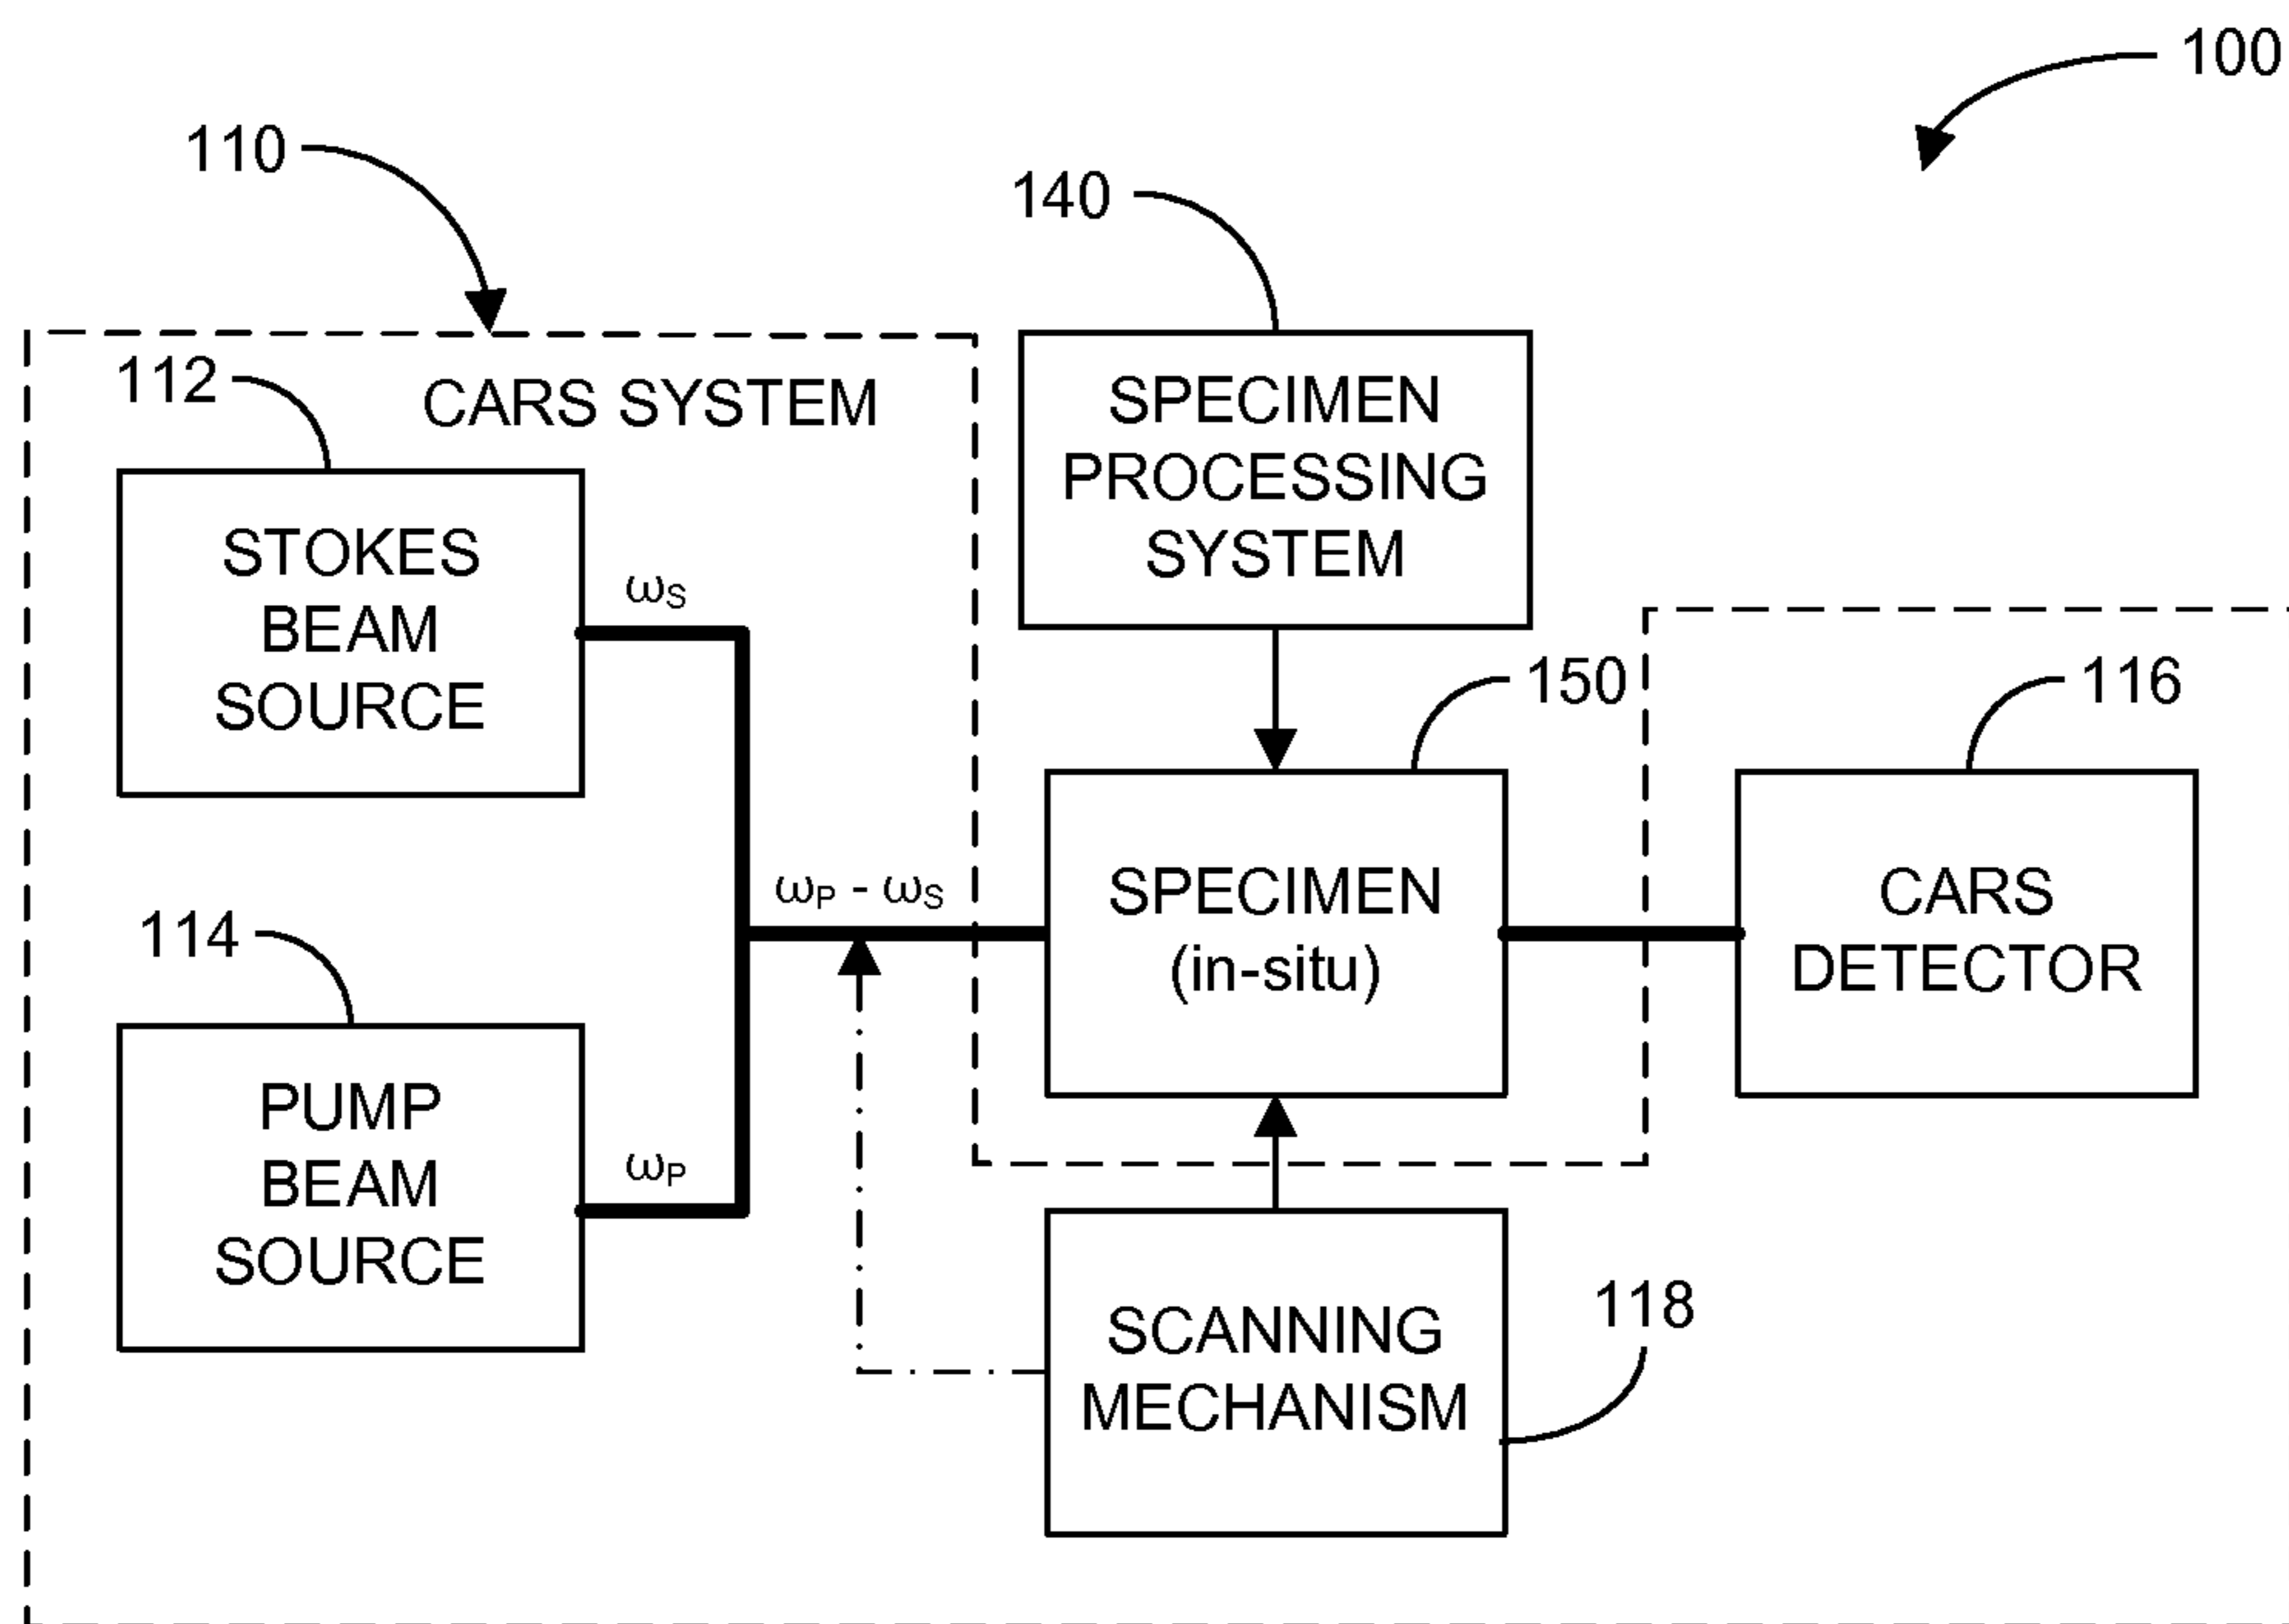 100
110
140
112
CARS SYSTEM
SPECIMEN
PROCESSING
SYSTEM
STOKES
BEAM
SOURCE
ωS
150
116
ωP - ωS
SPECIMEN
(in-situ)
CARS
DETECTOR
114
PUMP
BEAM
SOURCE
ωP
118
SCANNING
MECHANISM